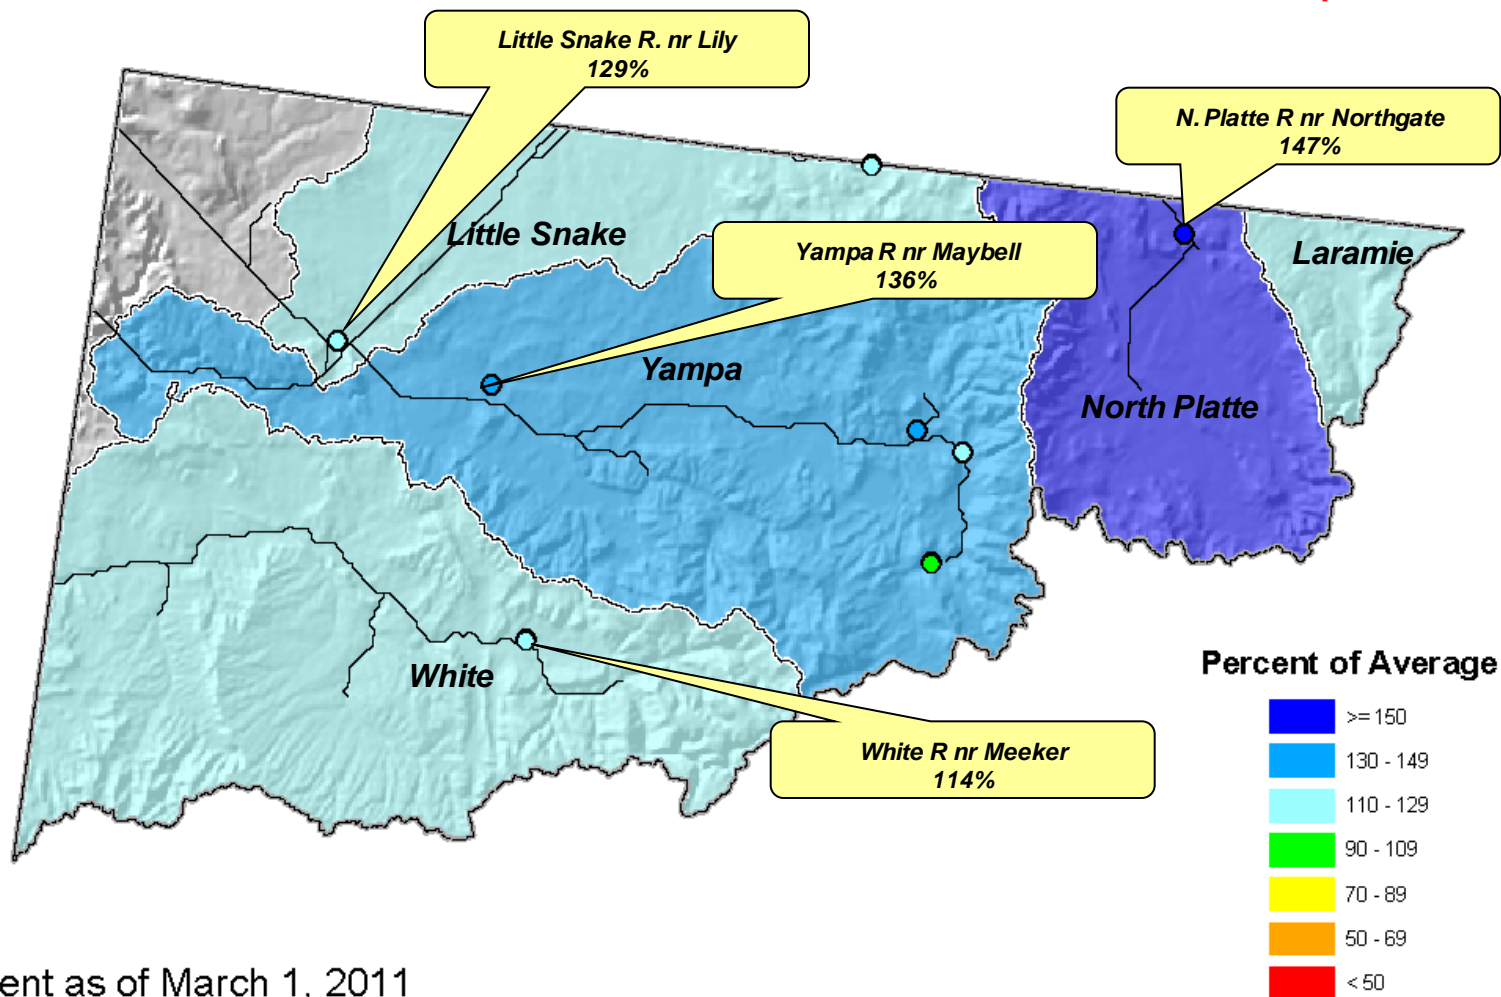 Little Snake R. nr Lily
129%
N. Platte R nr Northgate
147%
Little Snake
Yampa R nr Maybell
136%
Laramie
Yampa
North Platte
White
White R nr Meeker
114%
Percent of Average
>= 150
130 - 149
110 - 129
90 - 109
70 - 89
50 - 69
< 50
ent as of March 1, 2011